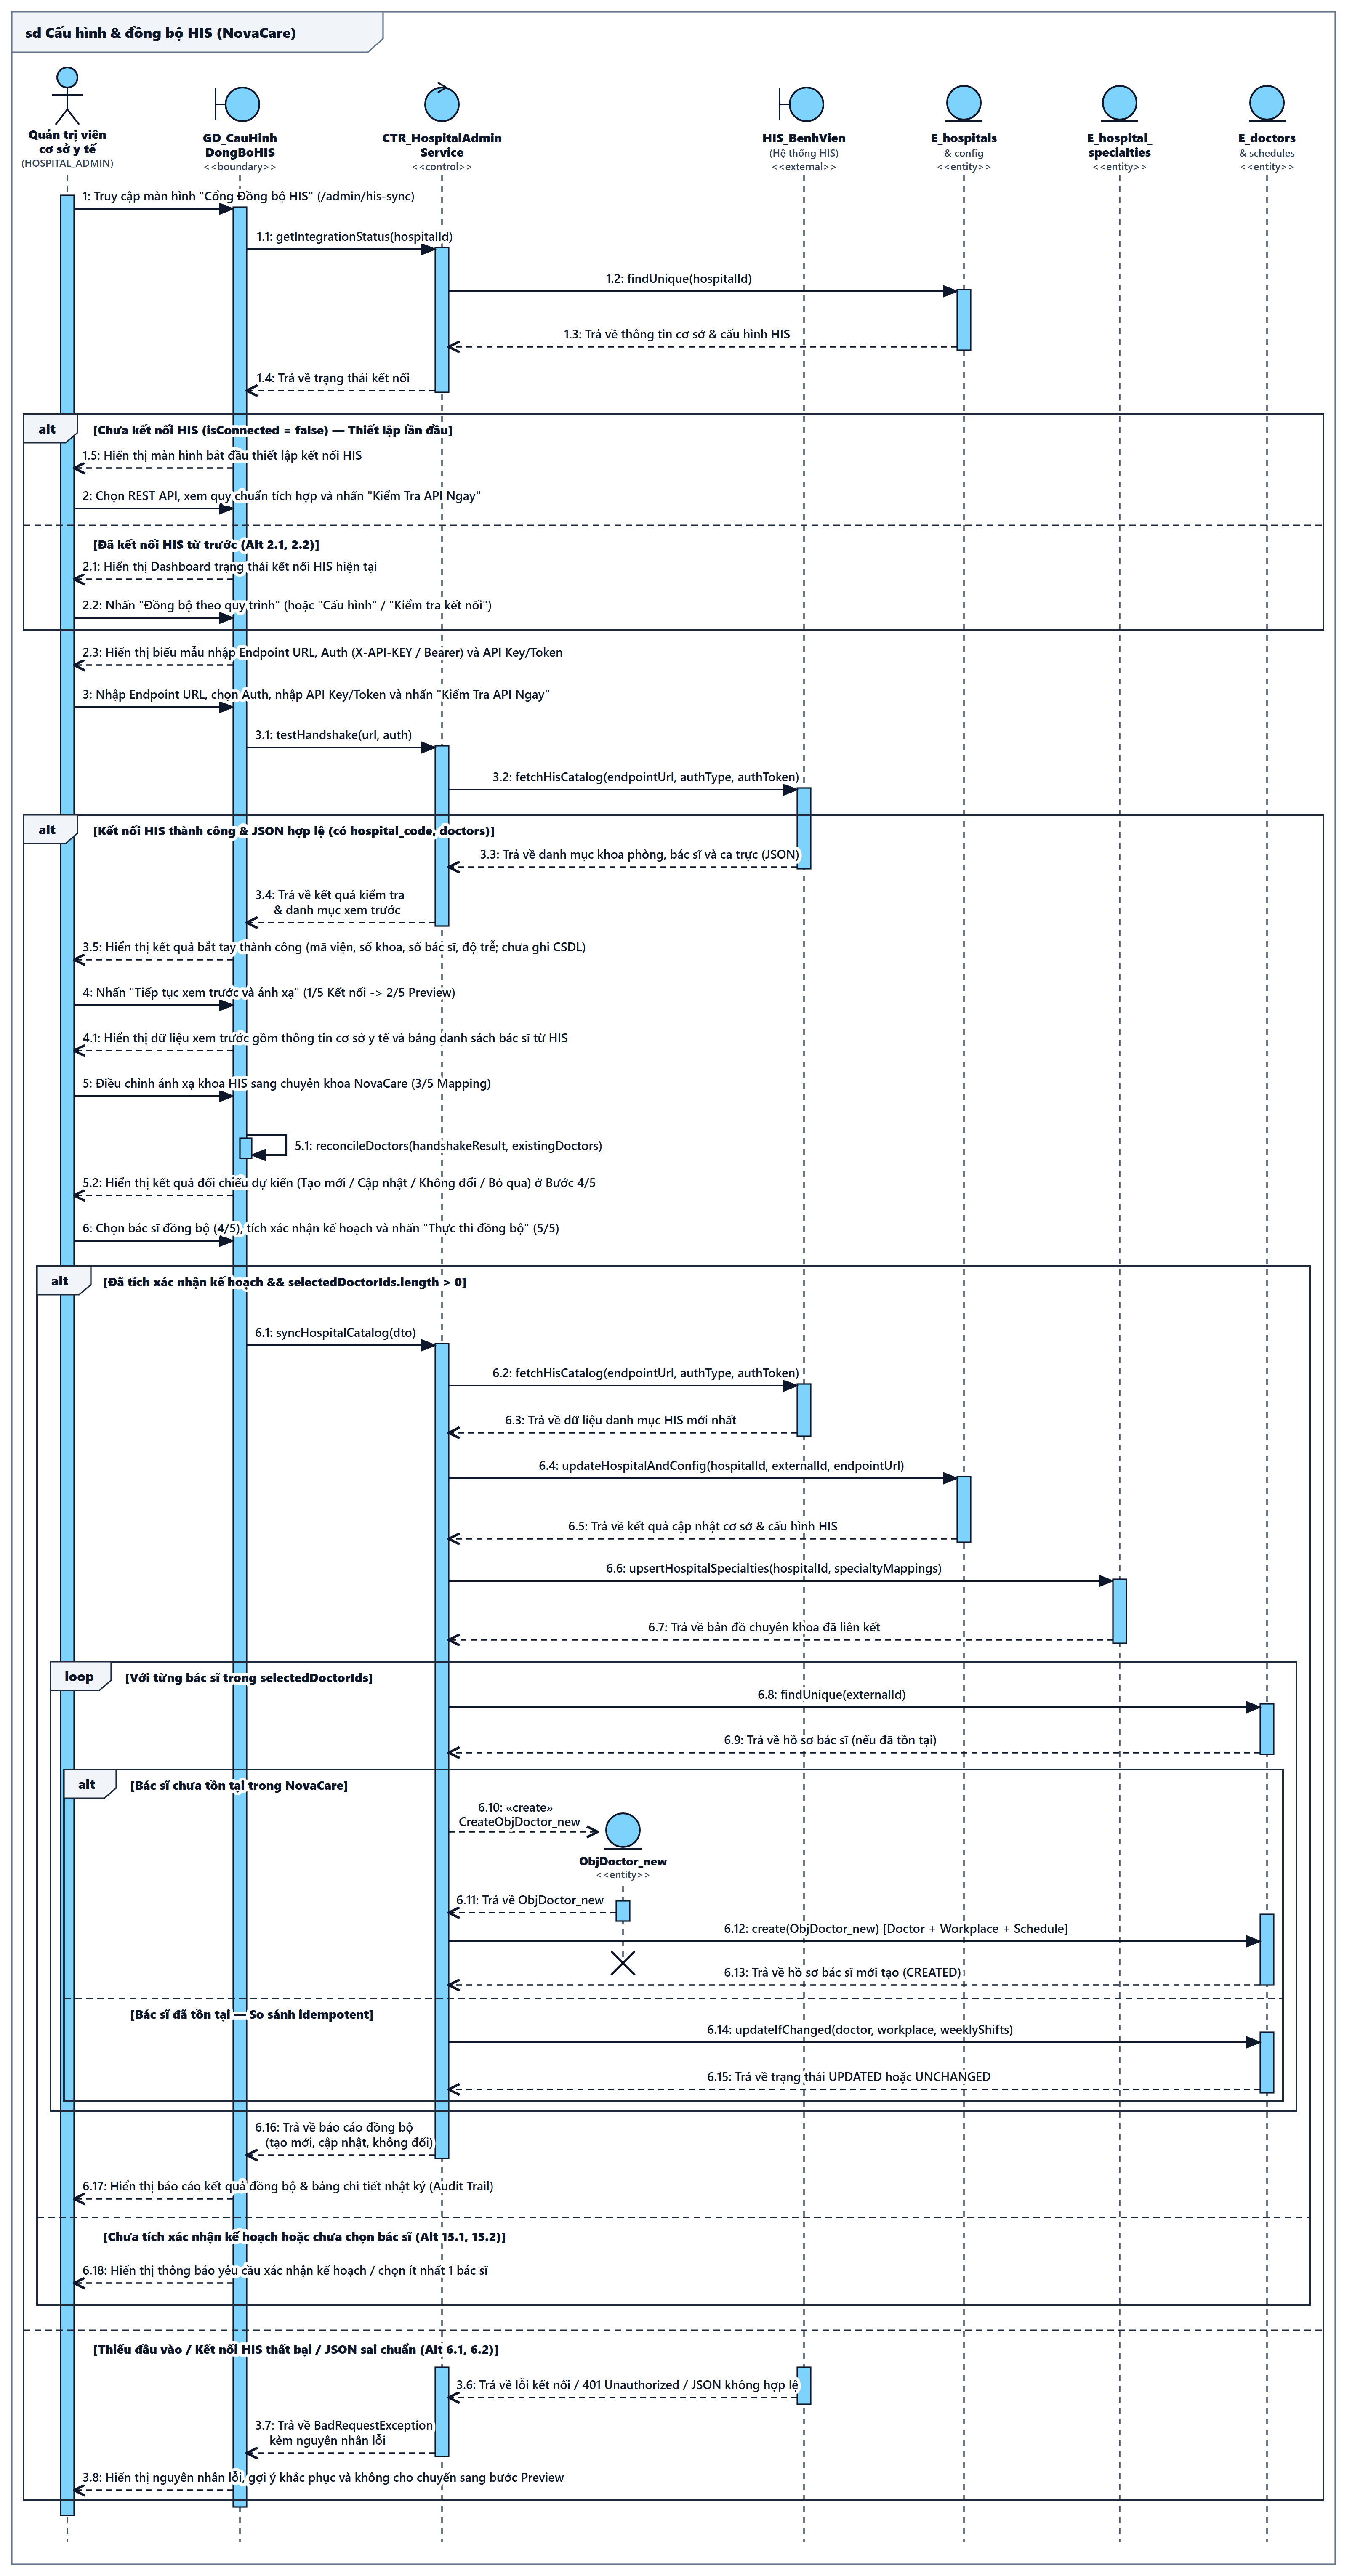 sd Cấu hình & đồng bộ HIS (NovaCare)
Quản trị viên
cơ sở y tế
(HOSPITAL_ADMIN)
GD_CauHinh
DongBoHIS
<<boundary>>
CTR_HospitalAdmin
Service
<<control>>
HIS_BenhVien
(Hệ thống HIS)
<<external>>
E_hospitals
& config
<<entity>>
E_hospital_
specialties
<<entity>>
E_doctors
& schedules
<<entity>>
1: Truy cập màn hình "Cổng Đồng bộ HIS" (/admin/his-sync)
1.1: getIntegrationStatus(hospitalId)
1.2: findUnique(hospitalId)
1.3: Trả về thông tin cơ sở & cấu hình HIS
1.4: Trả về trạng thái kết nối
alt
[Chưa kết nối HIS (isConnected = false) — Thiết lập lần đầu]
1.5: Hiển thị màn hình bắt đầu thiết lập kết nối HIS
2: Chọn REST API, xem quy chuẩn tích hợp và nhấn "Kiểm Tra API Ngay"
[Đã kết nối HIS từ trước (Alt 2.1, 2.2)]
2.1: Hiển thị Dashboard trạng thái kết nối HIS hiện tại
2.2: Nhấn "Đồng bộ theo quy trình" (hoặc "Cấu hình" / "Kiểm tra kết nối")
2.3: Hiển thị biểu mẫu nhập Endpoint URL, Auth (X-API-KEY / Bearer) và API Key/Token
3: Nhập Endpoint URL, chọn Auth, nhập API Key/Token và nhấn "Kiểm Tra API Ngay"
3.1: testHandshake(url, auth)
3.2: fetchHisCatalog(endpointUrl, authType, authToken)
alt
[Kết nối HIS thành công & JSON hợp lệ (có hospital_code, doctors)]
3.3: Trả về danh mục khoa phòng, bác sĩ và ca trực (JSON)
3.4: Trả về kết quả kiểm tra
& danh mục xem trước
3.5: Hiển thị kết quả bắt tay thành công (mã viện, số khoa, số bác sĩ, độ trễ; chưa ghi CSDL)
4: Nhấn "Tiếp tục xem trước và ánh xạ" (1/5 Kết nối -> 2/5 Preview)
4.1: Hiển thị dữ liệu xem trước gồm thông tin cơ sở y tế và bảng danh sách bác sĩ từ HIS
5: Điều chỉnh ánh xạ khoa HIS sang chuyên khoa NovaCare (3/5 Mapping)
5.1: reconcileDoctors(handshakeResult, existingDoctors)
5.2: Hiển thị kết quả đối chiếu dự kiến (Tạo mới / Cập nhật / Không đổi / Bỏ qua) ở Bước 4/5
6: Chọn bác sĩ đồng bộ (4/5), tích xác nhận kế hoạch và nhấn "Thực thi đồng bộ" (5/5)
alt
[Đã tích xác nhận kế hoạch && selectedDoctorIds.length > 0]
6.1: syncHospitalCatalog(dto)
6.2: fetchHisCatalog(endpointUrl, authType, authToken)
6.3: Trả về dữ liệu danh mục HIS mới nhất
6.4: updateHospitalAndConfig(hospitalId, externalId, endpointUrl)
6.5: Trả về kết quả cập nhật cơ sở & cấu hình HIS
6.6: upsertHospitalSpecialties(hospitalId, specialtyMappings)
6.7: Trả về bản đồ chuyên khoa đã liên kết
loop
[Với từng bác sĩ trong selectedDoctorIds]
6.8: findUnique(externalId)
6.9: Trả về hồ sơ bác sĩ (nếu đã tồn tại)
alt
[Bác sĩ chưa tồn tại trong NovaCare]
6.10: «create»
CreateObjDoctor_new
ObjDoctor_new
<<entity>>
6.11: Trả về ObjDoctor_new
6.12: create(ObjDoctor_new) [Doctor + Workplace + Schedule]
6.13: Trả về hồ sơ bác sĩ mới tạo (CREATED)
[Bác sĩ đã tồn tại — So sánh idempotent]
6.14: updateIfChanged(doctor, workplace, weeklyShifts)
6.15: Trả về trạng thái UPDATED hoặc UNCHANGED
6.16: Trả về báo cáo đồng bộ
(tạo mới, cập nhật, không đổi)
6.17: Hiển thị báo cáo kết quả đồng bộ & bảng chi tiết nhật ký (Audit Trail)
[Chưa tích xác nhận kế hoạch hoặc chưa chọn bác sĩ (Alt 15.1, 15.2)]
6.18: Hiển thị thông báo yêu cầu xác nhận kế hoạch / chọn ít nhất 1 bác sĩ
[Thiếu đầu vào / Kết nối HIS thất bại / JSON sai chuẩn (Alt 6.1, 6.2)]
3.6: Trả về lỗi kết nối / 401 Unauthorized / JSON không hợp lệ
3.7: Trả về BadRequestException
kèm nguyên nhân lỗi
3.8: Hiển thị nguyên nhân lỗi, gợi ý khắc phục và không cho chuyển sang bước Preview